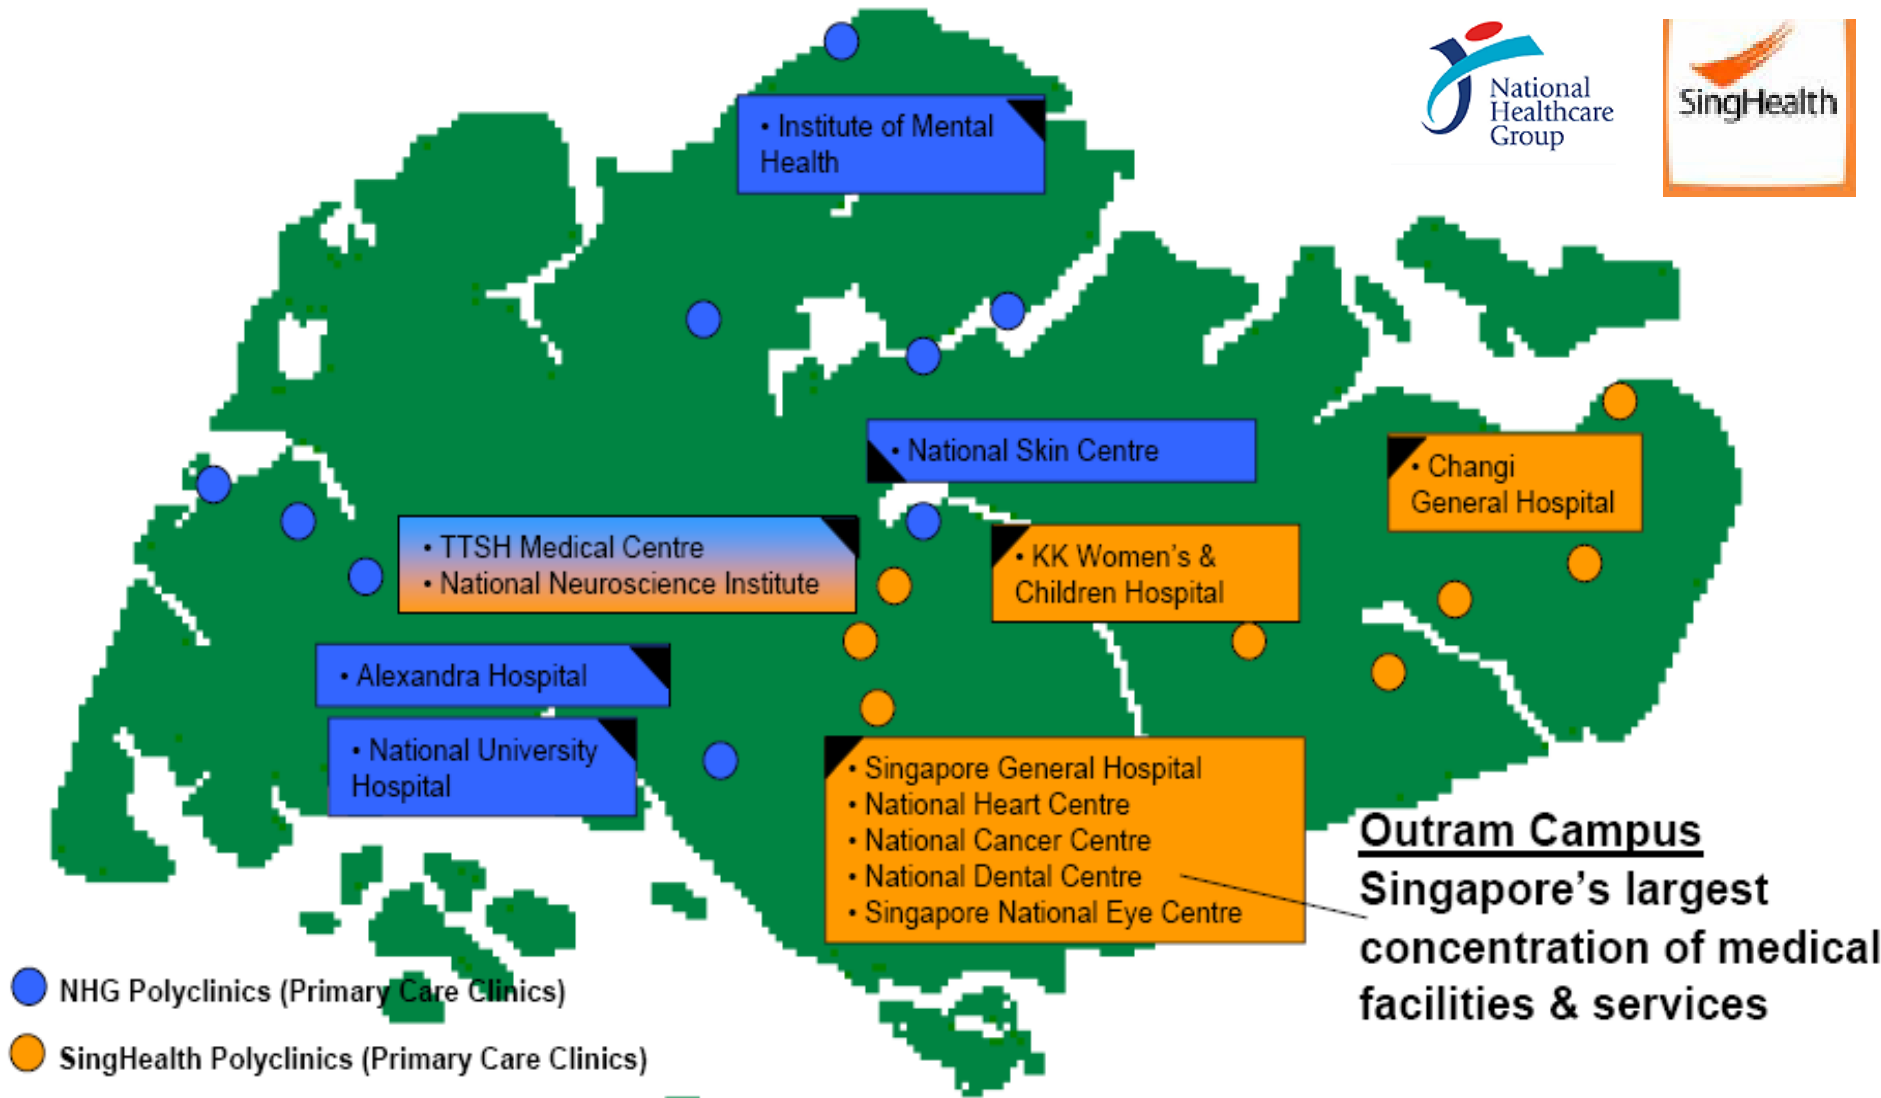 National
Healthcare
Group
SingHealth
• Institute of Mental
Health
• National Skin Centre
• Changi
General Hospital
• TTSH Medical Centre
• National Neuroscience Institute
• KK Women's &
Children Hospital
• Alexandra Hospital
• National University
Hospital
• Singapore General Hospital
• National Heart Centre
• National Cancer Centre
• National Dental Centre
• Singapore National Eye Centre
Outram Campus
Singapore's largest
concentration of medical
facilities & services
NHG Polyclinics (Primary Care Clinics)
SingHealth Polyclinics (Primary Care Clinics)